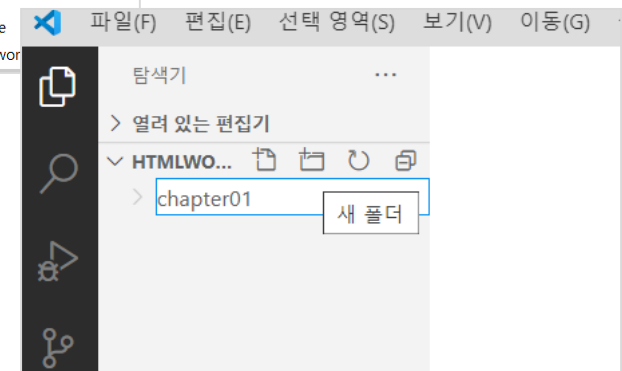 e
wor
파일(F) 편집(E) 선택 영역(S) 보기(V) 이동(G)
탐색기
열려 있는 편집기
HTMLWO...
chapter01
새 폴더